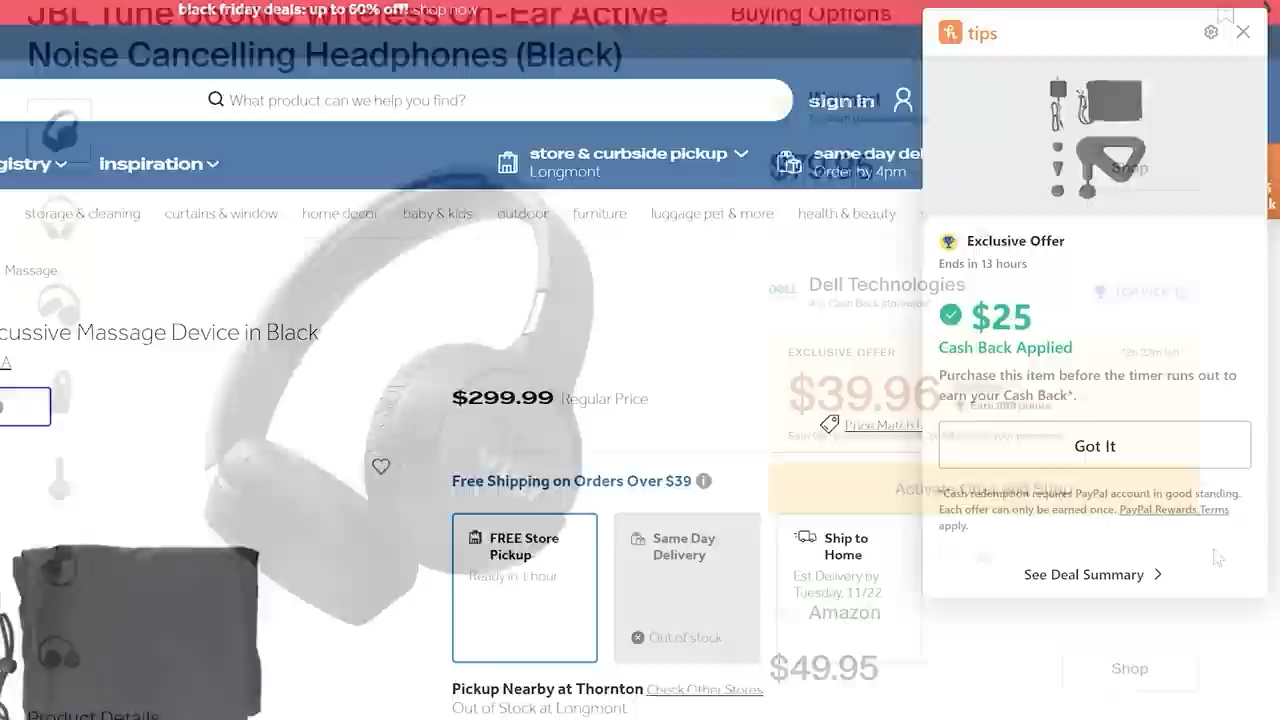 JBL Tune Wireless On-Ear Active
Noise Cancelling Headphones (Black)
black friday deals: up to 60% off! shop now
Buying Options
What product can we help you find?
sign in
gistry
inspiration
store & curbside pickup
Longmont
same day del
Order by 4pm
storage & cleaning
curtains & window
home decor
baby & kids
outdoor
furniture
luggage pet & more
health & beauty
Massage
cussive Massage Device in Black
A
$299.99 Regular Price
Price Match
Free Shipping on Orders Over $39
FREE Store
Pickup
Ready in 1 hour
Same Day
Delivery
Out of stock
Ship to
Home
Est Delivery by
Tuesday, 11/22
Pickup Nearby at Thornton Check Other Stores
Out of Stock at Longmont
Product Details
DELL
Dell Technologies
TOP PICK
EXCLUSIVE OFFER
$39.96
Amazon
$49.95
Shop
Shop
tips
Exclusive Offer
Ends in 13 hours
$25
Cash Back Applied
Purchase this item before the timer runs out to
earn your Cash Back*.
Got It
*Cash redemption requires PayPal account in good standing.
Each offer can only be earned once. PayPal Rewards Terms
apply.
See Deal Summary